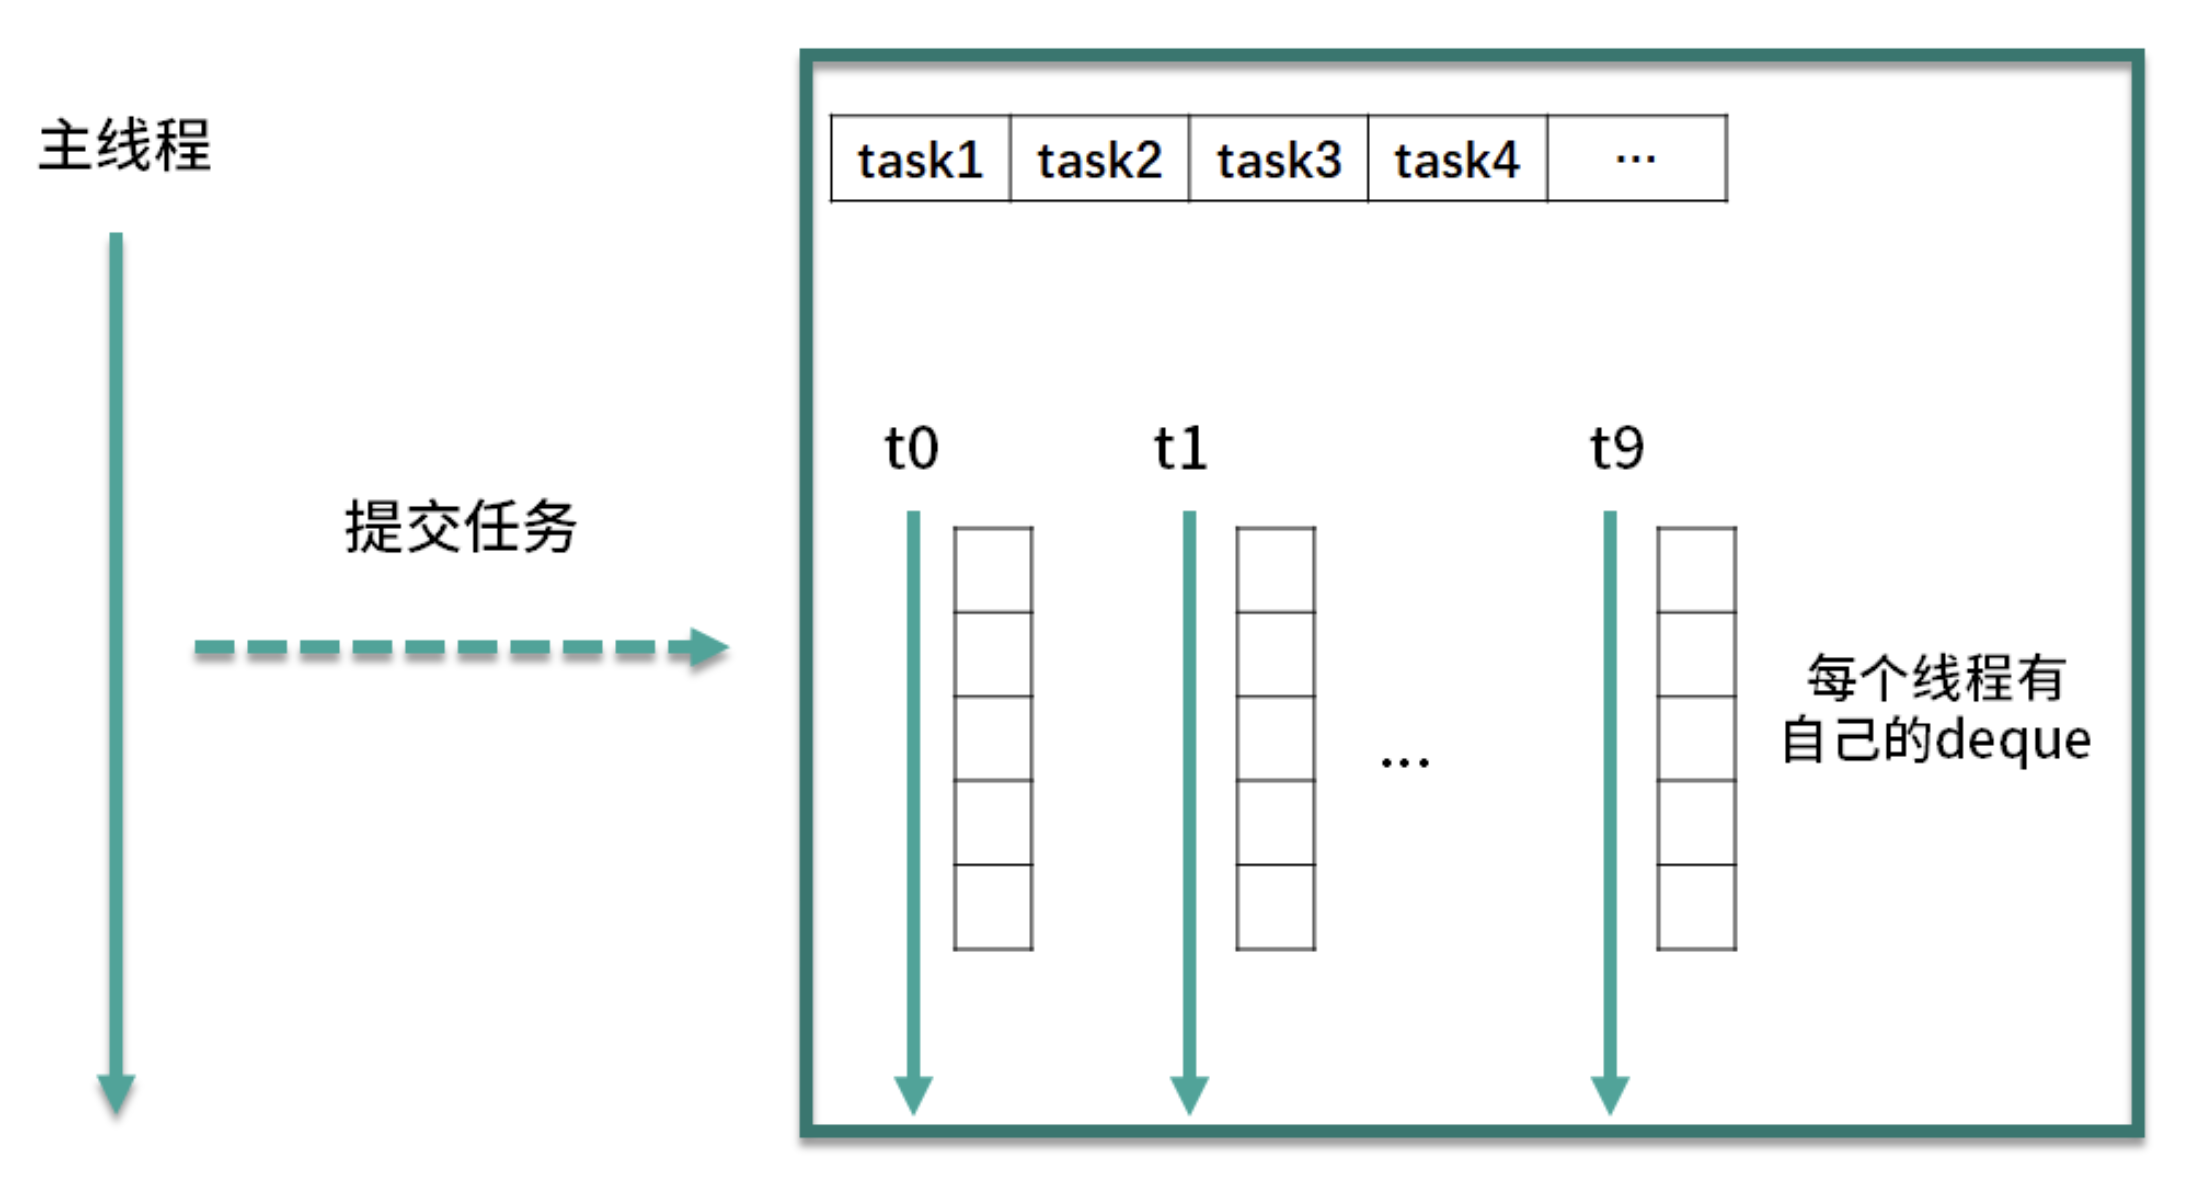 主线程
task1 task2 task3 task4 ...
t0 t1 t9
提交任务
每个线程有
自己的deque
...